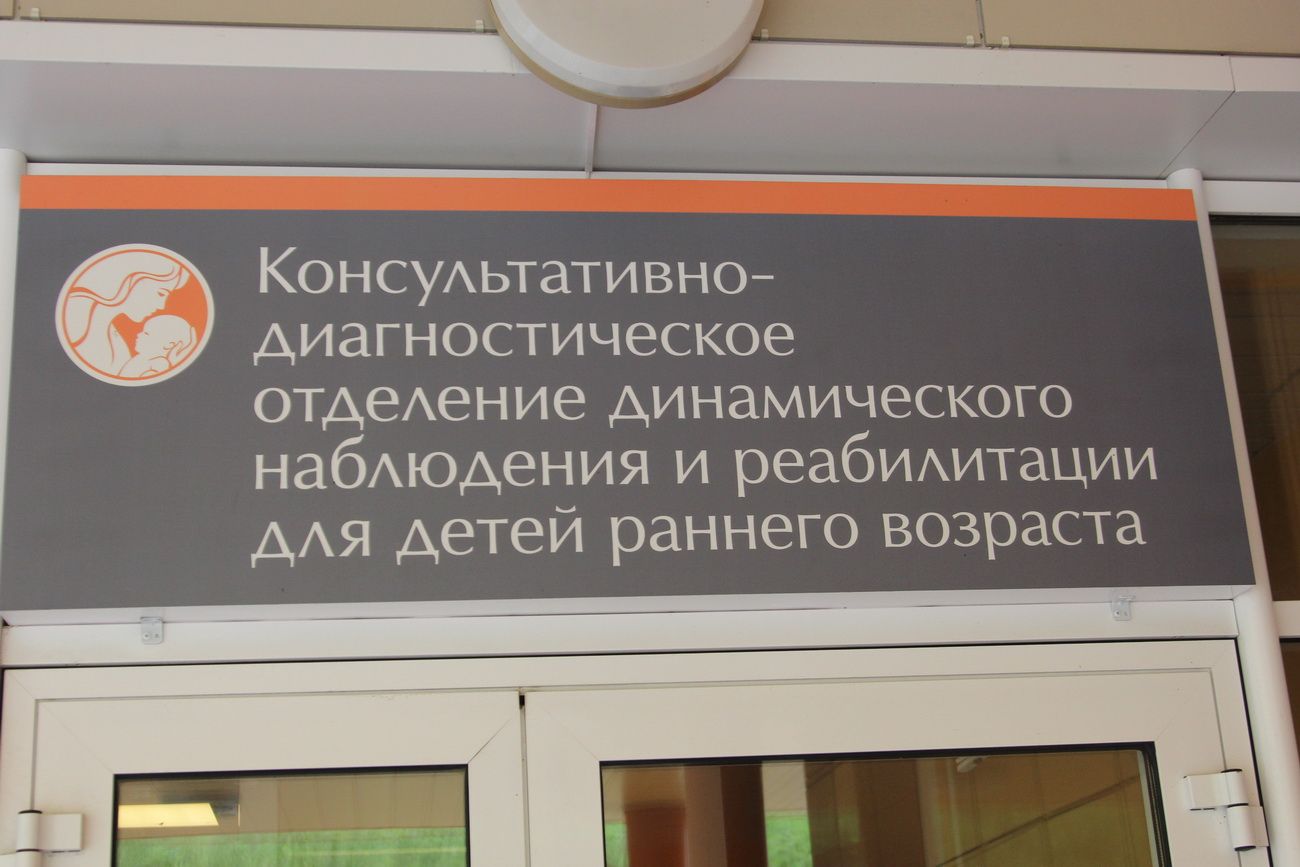 Консультативно-
диагностическое
отделение динамического
наблюдения и реабилитации
для детей раннего возраста